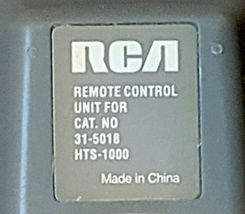 RCA
REMOTE CONTROL
UNIT FOR
CAT. NO
31-5018
HTS-1000
Made in China